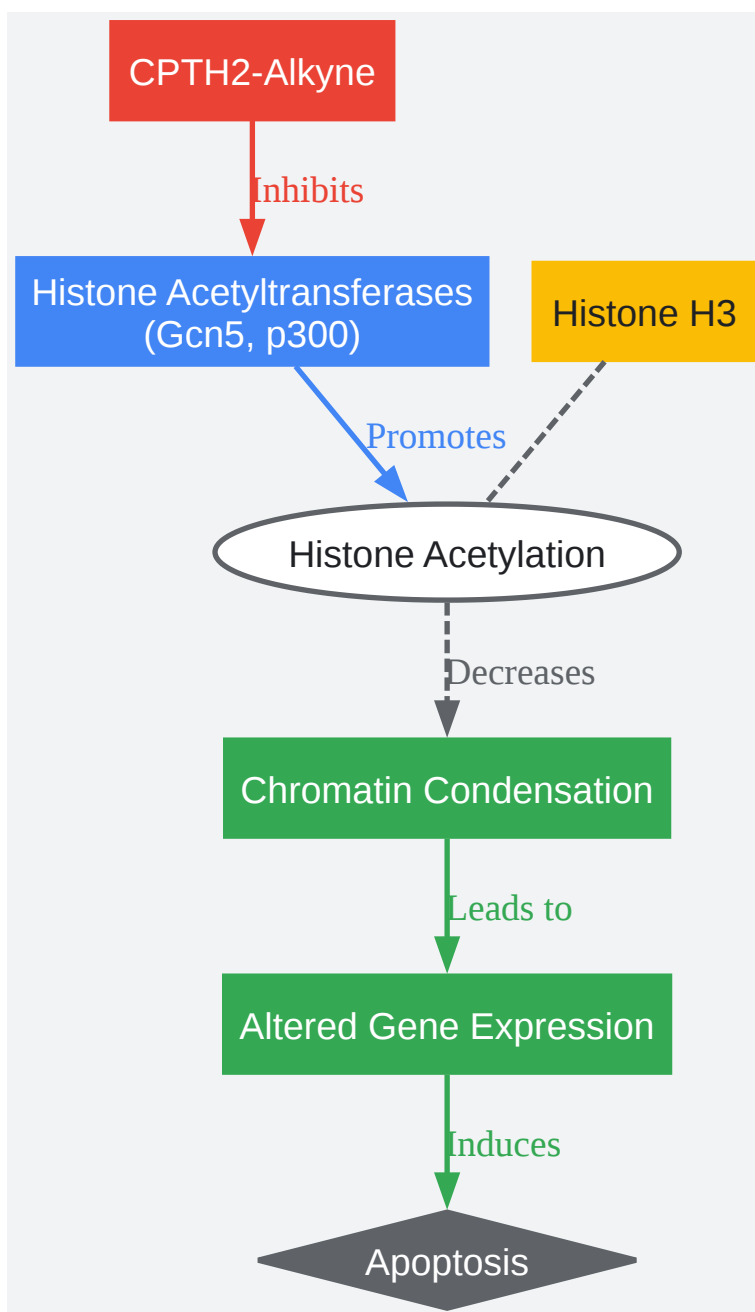 CPTH2-Alkyne
Inhibits
Histone Acetyltransferases
(Gcn5, p300)
Histone H3
Promotes
Histone Acetylation
Decreases
Chromatin Condensation
Leads to
Altered Gene Expression
Induces
Apoptosis